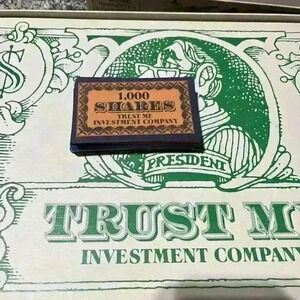 1,000
SHARES
TRUST ME
INVESTMENT COMPANY
PRESIDENT
TRUST M
INVESTMENT COMPANY